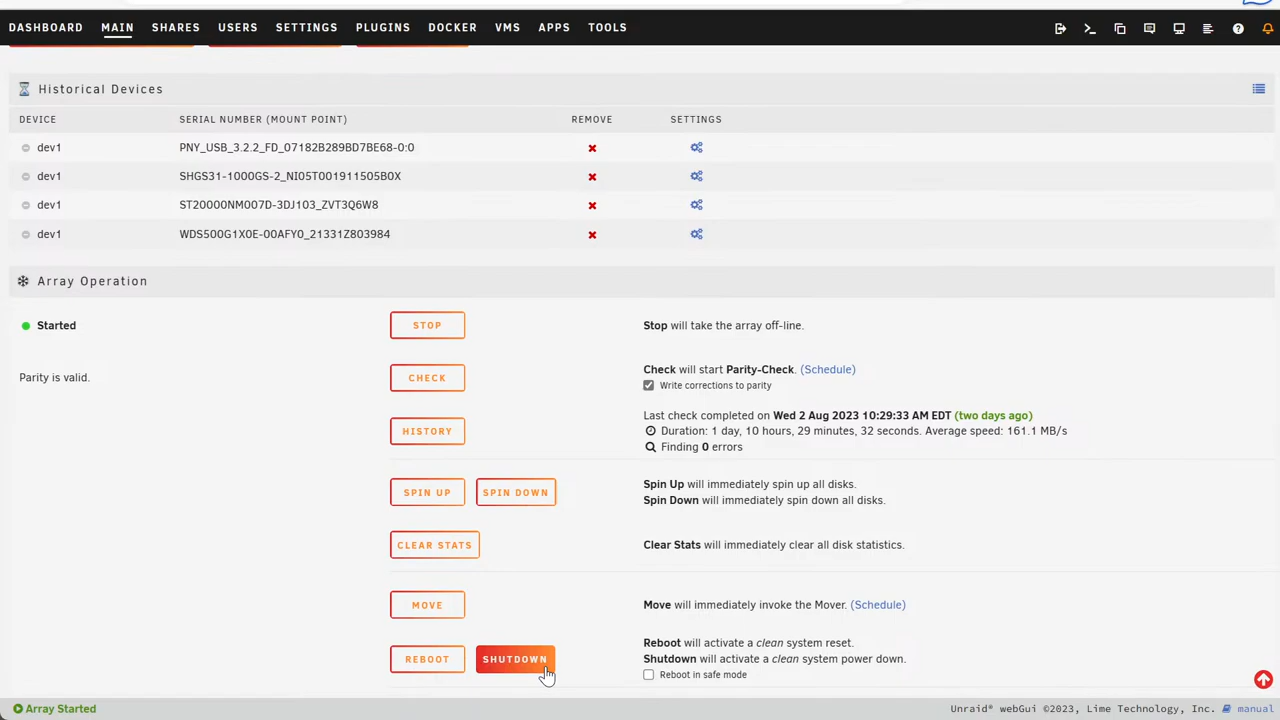 DASHBOARD MAIN SHARES USERS SETTINGS PLUGINS DOCKER VMS APPS TOOLS
Historical Devices
DEVICE SERIAL NUMBER (MOUNT POINT) REMOVE SETTINGS
dev1 PNY_USB_3.2.2_FD_07182B289BD7BE68-0:0
dev1 SHGS31-1000GS-2_NI05T001911505B0X
dev1 ST20000NM007D-3DJ103_ZVT3Q6W8
dev1 WDS500G1X0E-00AFY0_21331Z803984
Array Operation
Started STOP Stop will take the array off-line.
Parity is valid. CHECK Check will start Parity-Check. (Schedule)
Write corrections to parity
HISTORY Last check completed on Wed 2 Aug 2023 10:29:33 AM EDT (two days ago)
Duration: 1 day, 10 hours, 29 minutes, 32 seconds. Average speed: 161.1 MB/s
Finding 0 errors
SPIN UP SPIN DOWN Spin Up will immediately spin up all disks.
Spin Down will immediately spin down all disks.
CLEAR STATS Clear Stats will immediately clear all disk statistics.
MOVE Move will immediately invoke the Mover. (Schedule)
REBOOT SHUTDOWN Reboot will activate a clean system reset.
Shutdown will activate a clean system power down.
Reboot in safe mode
Array Started Unraid® webGui ©2023, Lime Technology, Inc. manual